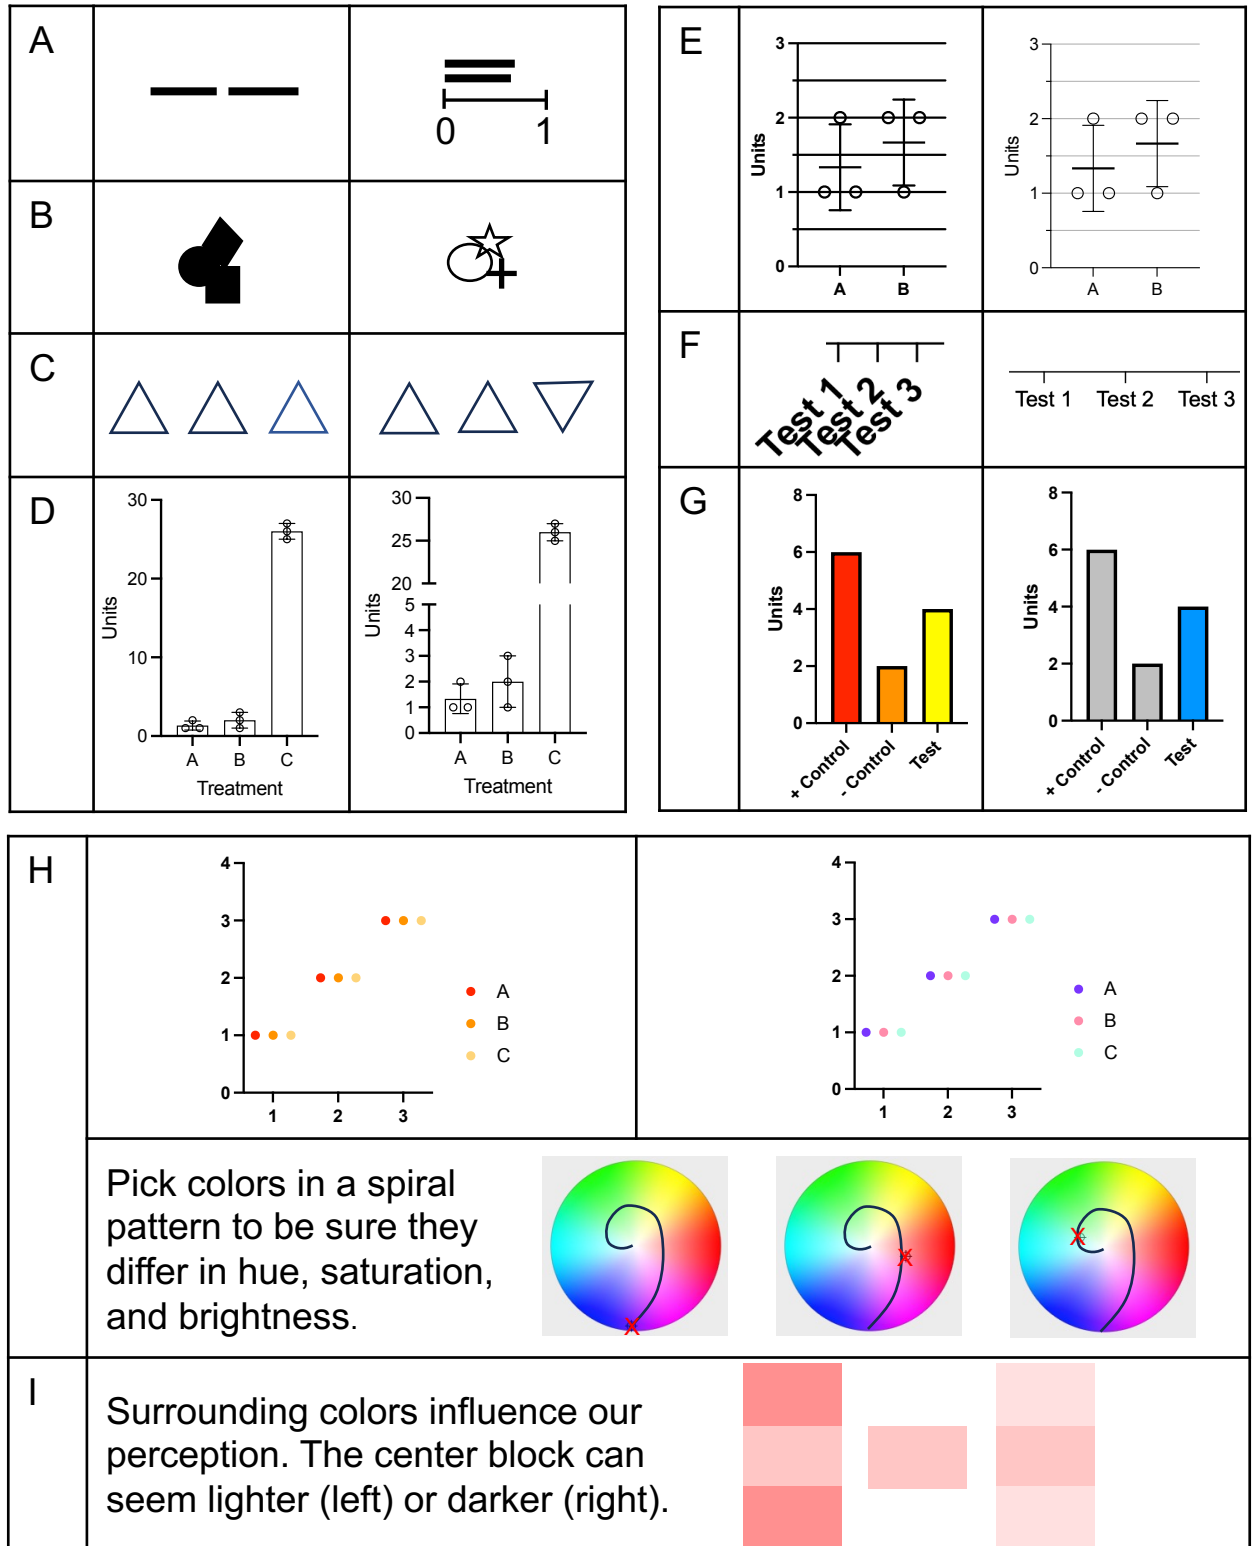 A
0 1
B
C
D
30
20
10
0
Units
A B C
Treatment
30
25
20
5
4
3
2
1
0
Units
A B C
Treatment
E
3
2
1
0
Units
A B
3
2
1
0
Units
A B
F
Test 1
Test 2
Test 3
Test 1 Test 2 Test 3
G
8
6
4
2
0
Units
+ Control
- Control
Test
8
6
4
2
0
Units
+ Control
- Control
Test
H
4
3
2
1
0
1 2 3
A
B
C
4
3
2
1
0
1 2 3
A
B
C
Pick colors in a spiral
pattern to be sure they
differ in hue, saturation,
and brightness.
X
X
X
I
Surrounding colors influence our
perception. The center block can
seem lighter (left) or darker (right).